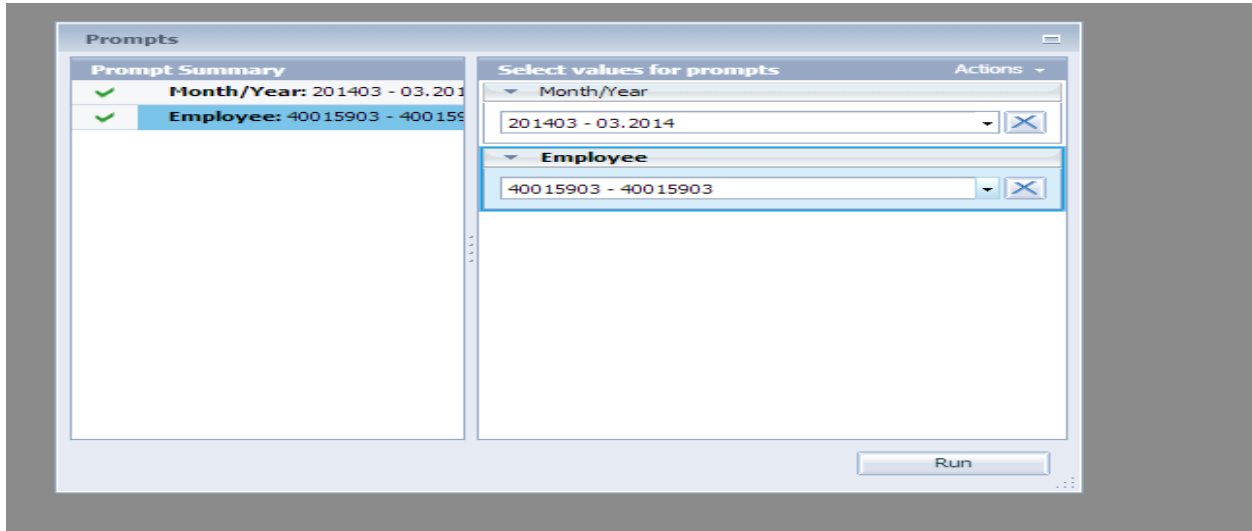 Prompts
Prompt Summary
Month/Year: 201403 - 03.201
Employee: 40015903 - 400159
Select values for prompts
Actions
Month/Year
201403 - 03.2014
Employee
40015903 - 40015903
Run